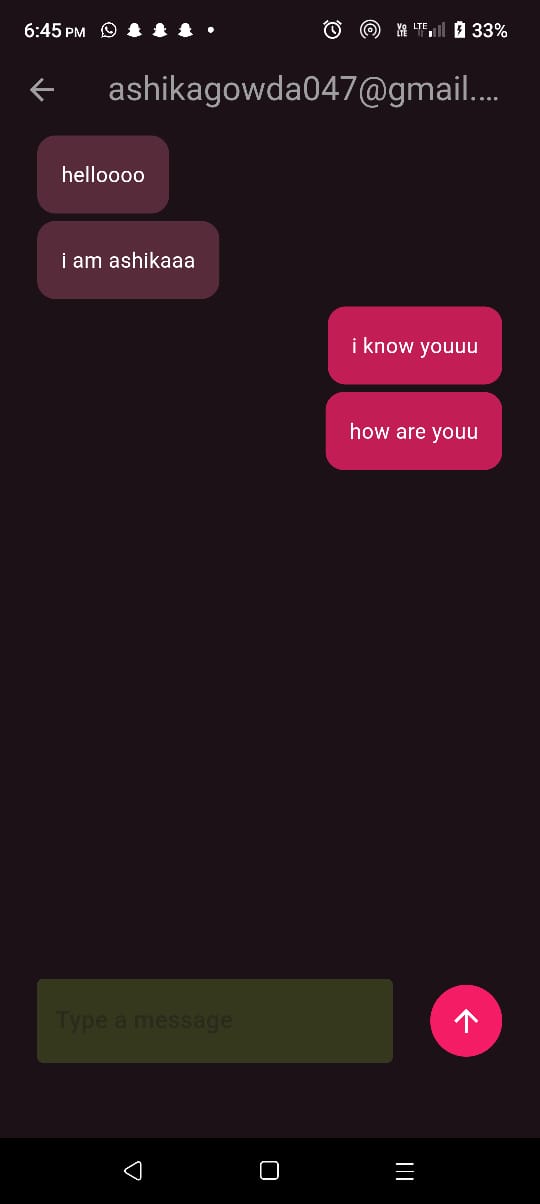 6:45 PM
Vo LTE LTE 33%
ashikagowda047@gmail....
helloooo
i am ashikaaa
i know youuu
how are youu
Type a message